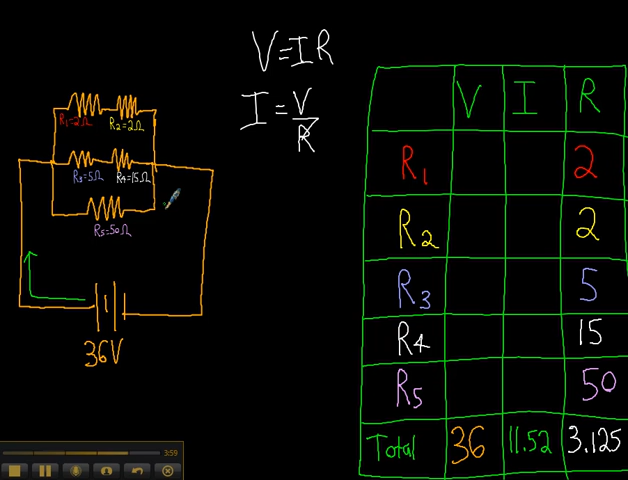 V=IR
I=V/R
R₁=2Ω
R₂=2Ω
R₃=5Ω
R₄=15Ω
R₅=50Ω
36V
V I R
R₁ 2
R₂ 2
R₃ 5
R₄ 15
R₅ 50
Total 36 11.52 3.125
3:59